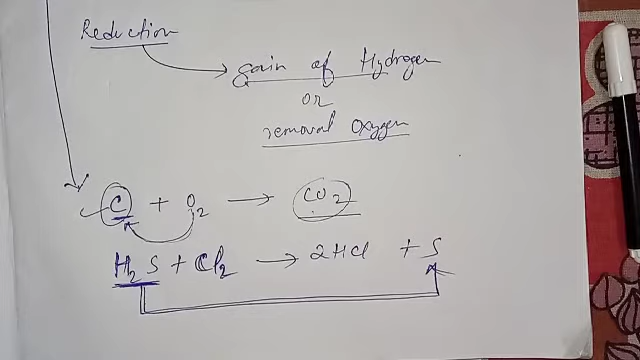 Reduction
gain of Hydrogen
or
removal oxygen
C + O₂ → CO₂
H₂S + Cl₂ → 2HCl + S